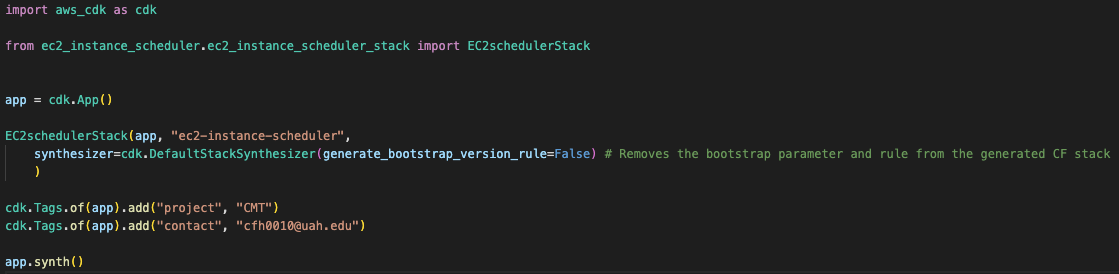 import aws_cdk as cdk
from ec2_instance_scheduler.ec2_instance_scheduler_stack import EC2schedulerStack
app = cdk.App()
EC2schedulerStack(app, "ec2-instance-scheduler",
    synthesizer=cdk.DefaultStackSynthesizer(generate_bootstrap_version_rule=False) # Removes the bootstrap parameter and rule from the generated CF stack
    )
cdk.Tags.of(app).add("project", "CMT")
cdk.Tags.of(app).add("contact", "cfh0010@uah.edu")
app.synth()